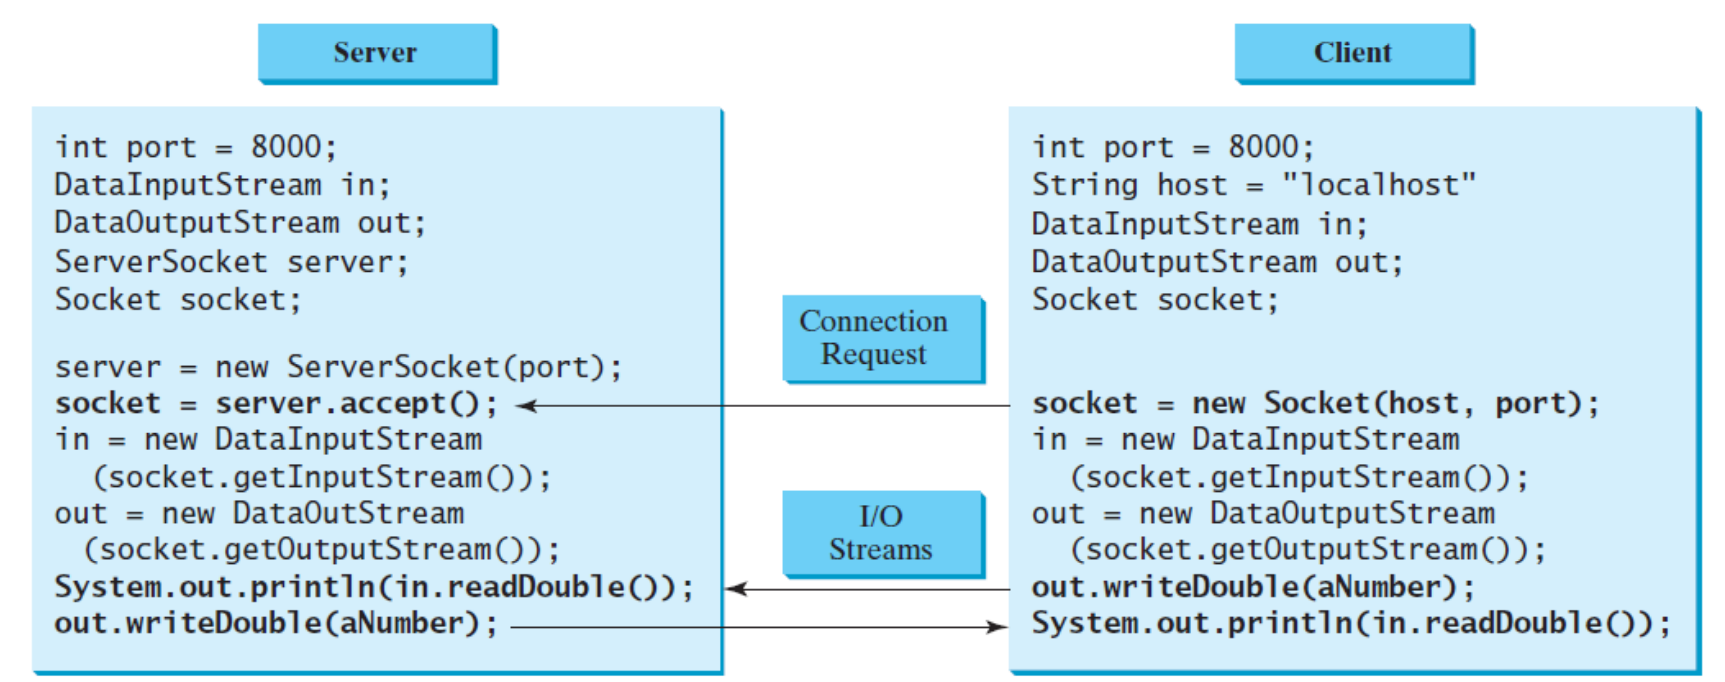 Server
int port = 8000;
DataInputStream in;
DataOutputStream out;
ServerSocket server;
Socket socket;
server = new ServerSocket(port);
socket = server.accept();
in = new DataInputStream
(socket.getInputStream());
out = new DataOutStream
(socket.getOutputStream());
System.out.println(in.readDouble());
out.writeDouble(aNumber);
Connection
Request
I/O
Streams
Client
int port = 8000;
String host = "localhost"
DataInputStream in;
DataOutputStream out;
Socket socket;
socket = new Socket(host, port);
in = new DataInputStream
(socket.getInputStream());
out = new DataOutputStream
(socket.getOutputStream());
out.writeDouble(aNumber);
System.out.println(in.readDouble());